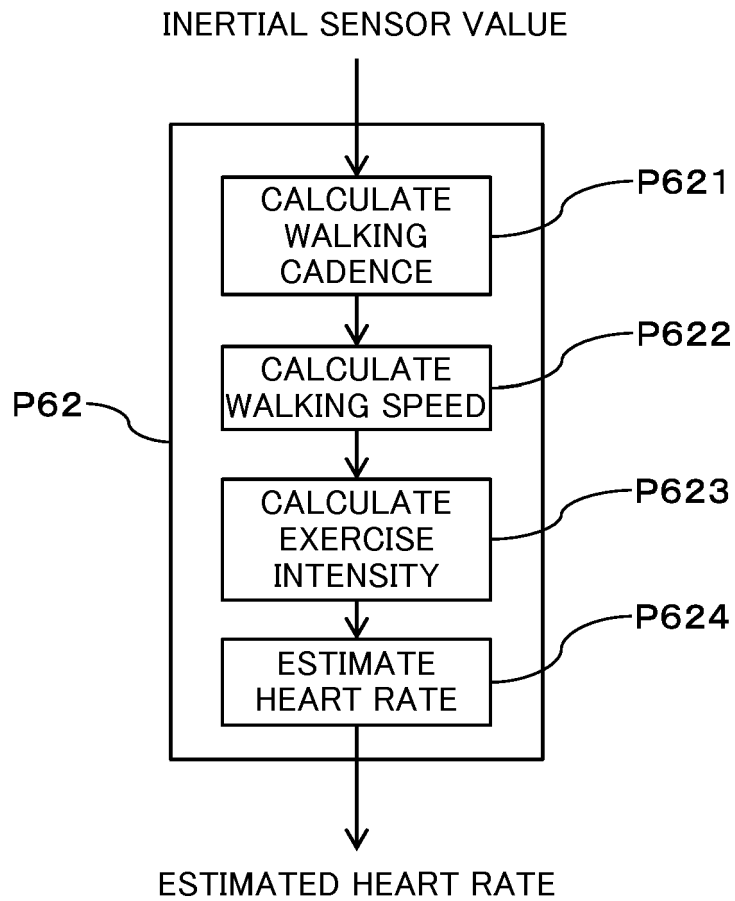 INERTIAL SENSOR VALUE
P621
CALCULATE
WALKING
CADENCE
P622
CALCULATE
WALKING SPEED
P62
P623
CALCULATE
EXERCISE
INTENSITY
P624
ESTIMATE
HEART RATE
ESTIMATED HEART RATE